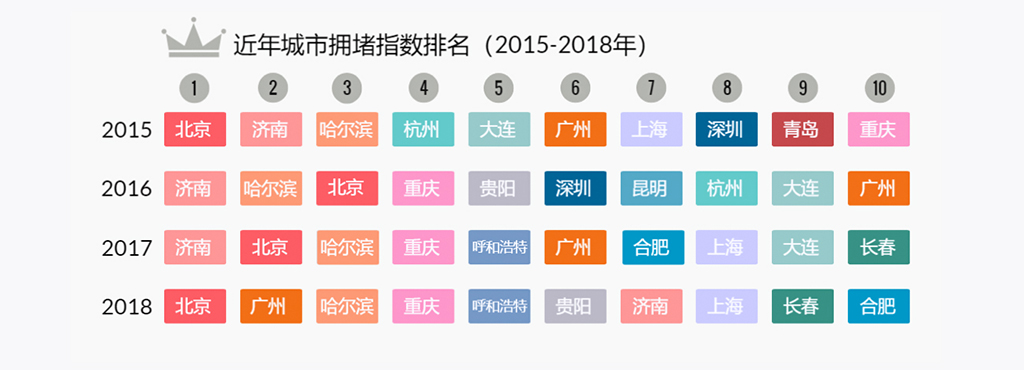 近年城市拥堵指数排名（2015-2018年）
1 2 3 4 5 6 7 8 9 10
2015 北京 济南 哈尔滨 杭州 大连 广州 上海 深圳 青岛 重庆
2016 济南 哈尔滨 北京 重庆 贵阳 深圳 昆明 杭州 大连 广州
2017 济南 北京 哈尔滨 重庆 呼和浩特 广州 合肥 上海 大连 长春
2018 北京 广州 哈尔滨 重庆 呼和浩特 贵阳 济南 上海 长春 合肥